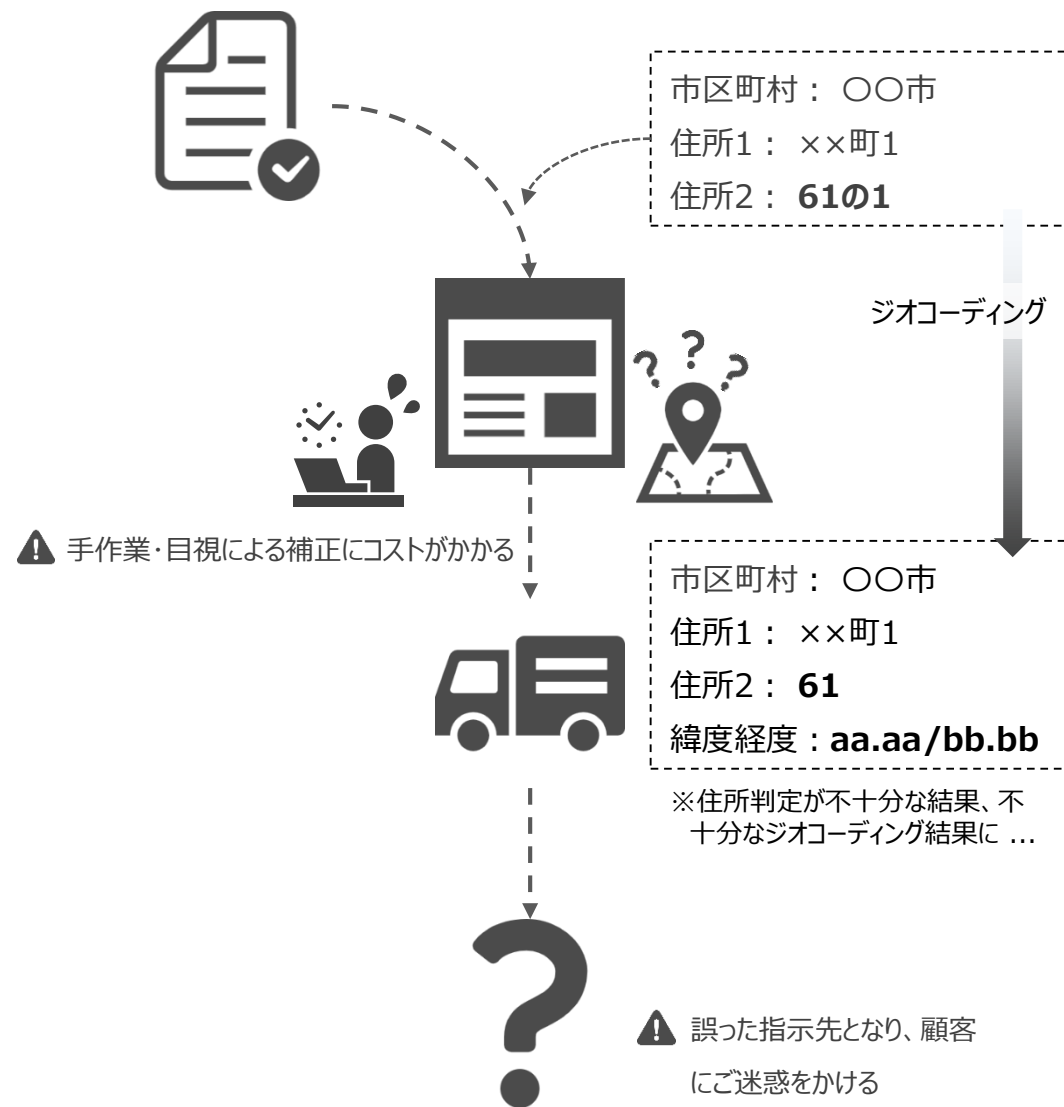 市区町村： 〇〇市
住所1： ××町1
住所2： 61の1
ジオコーディング
⚠ 手作業・目視による補正にコストがかかる
市区町村： 〇〇市
住所1： ××町1
住所2： 61
緯度経度：aa.aa/bb.bb
※住所判定が不十分な結果、不
十分なジオコーディング結果に …
⚠ 誤った指示先となり、顧客
にご迷惑をかける